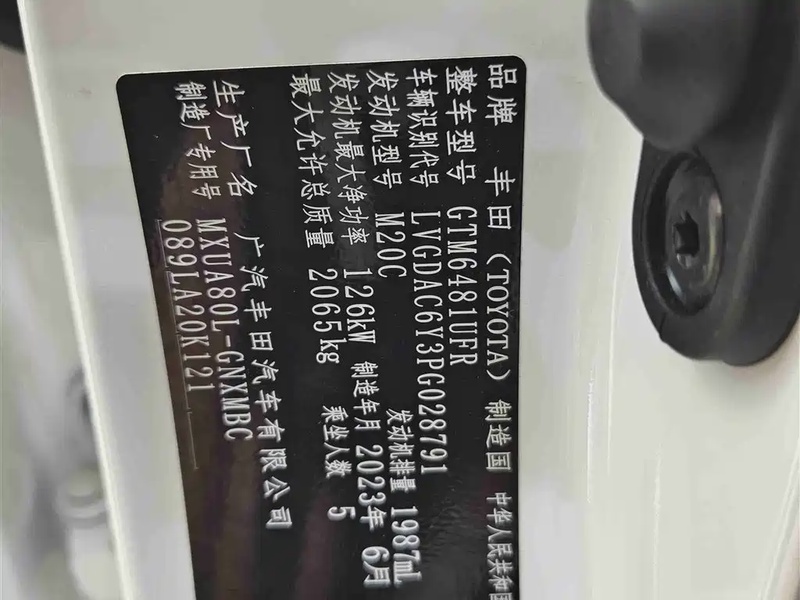 品牌 丰田(TOYOTA) 制造国 中华人民共和国
整车型号 GTM6481UFR
车辆识别代号 LVGDAC6Y3PG028791
发动机型号 M20C 发动机排量 1987mL
发动机最大净功率 126kW 制造年月 2023年 6月
最大允许总质量 2065kg 乘坐人数 5
生产厂名 广汽丰田汽车有限公司
制造厂专用号 MXUA80L-GNXMBC
089LA20K121